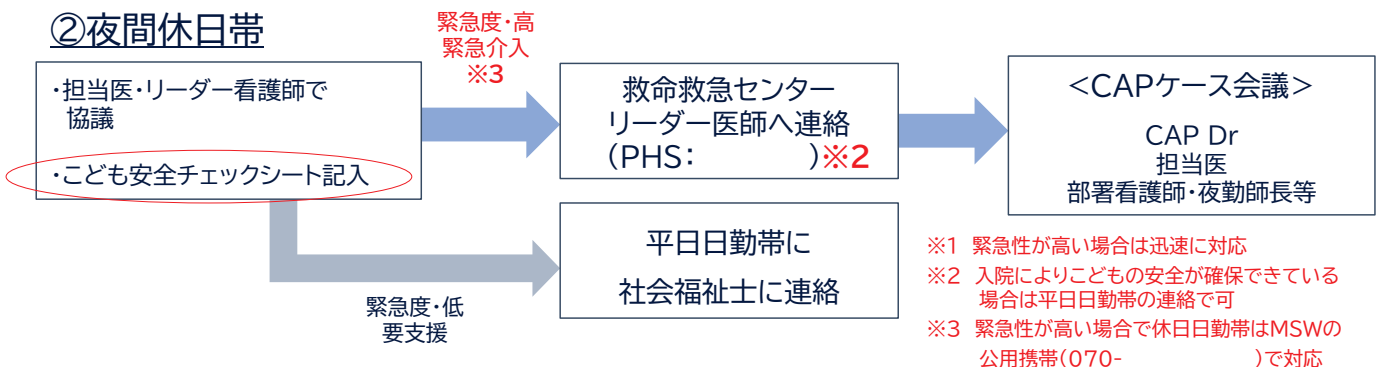 ②夜間休日帯
・担当医・リーダー看護師で
協議
・こども安全チェックシート記入
緊急度・高
緊急介入
※3
救命救急センター
リーダー医師へ連絡
(PHS: )※2
<CAPケース会議>
CAP Dr
担当医
部署看護師・夜勤師長等
緊急度・低
要支援
平日日勤帯に
社会福祉士に連絡
※1 緊急性が高い場合は迅速に対応
※2 入院によりこどもの安全が確保できている
場合は平日日勤帯の連絡で可
※3 緊急性が高い場合で休日日勤帯はMSWの
公用携帯(070- )で対応